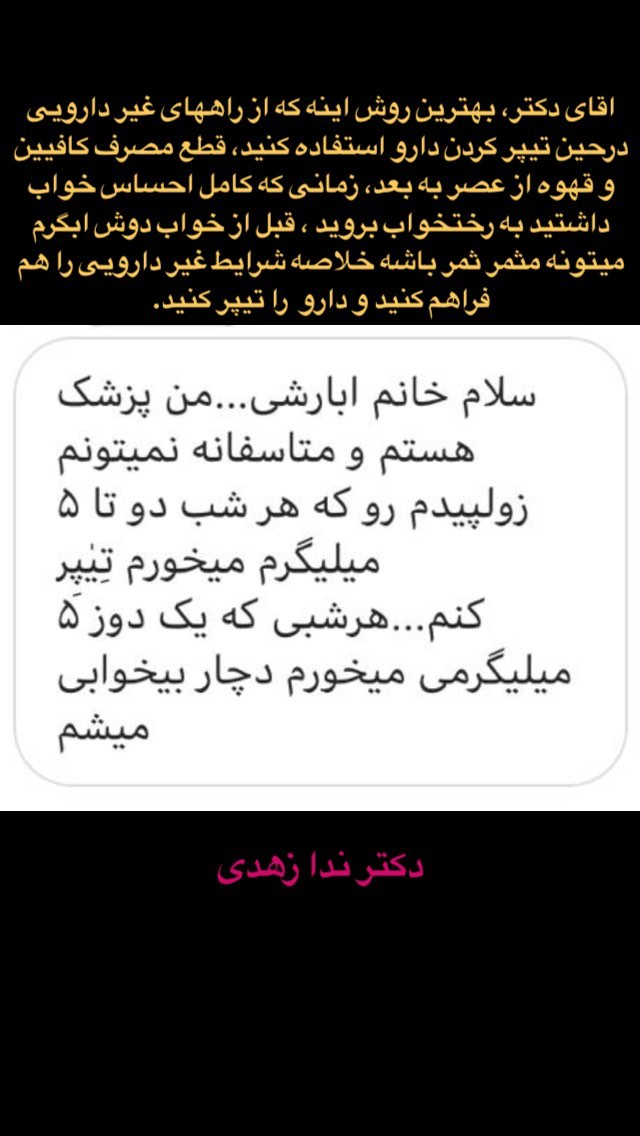 اقای دکتر، بهترین روش اینه که از راههای غیر دارویی
درحین تیپر کردن دارو استفاده کنید، قطع مصرف کافیین
و قهوه از عصر به بعد، زمانی که کامل احساس خواب
داشتید به رختخواب بروید ، قبل از خواب دوش ابگرم
میتونه مثمر ثمر باشه خلاصه شرایط غیر دارویی را هم
فراهم کنید و دارو را تیپر کنید.
سلام خانم ابارشی...من پزشک
هستم و متاسفانه نمیتونم
زولپیدم رو که هر شب دو تا ۵
میلیگرم میخورم تِیٰپِر
کنم...هرشبی که یک دوز ۵َ
میلیگرمی میخورم دچار بیخوابی
میشم
دکتر ندا زهدی